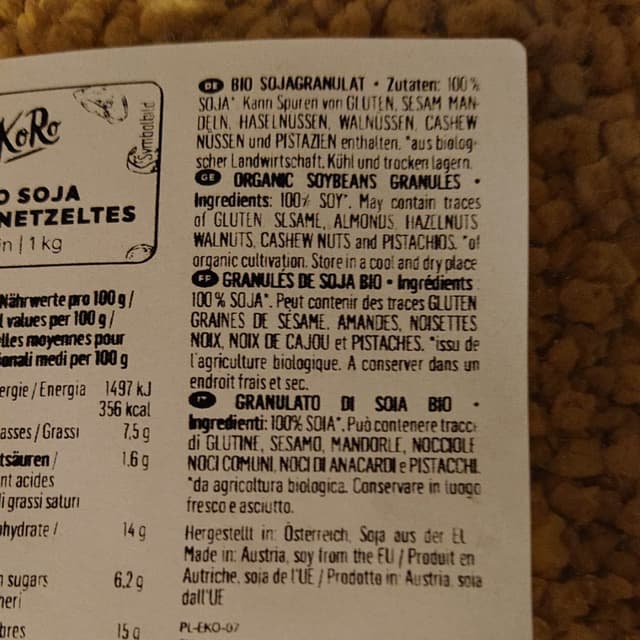 KoRo
Symbolbild
O SOJA
NETZELTES
n | 1 kg
Nährwerte pro 100 g /
l values per 100 g /
lles moyennes pour
onali medi per 100 g
ergie / Energia 1497 kJ
356 kcal
asses / Grassi 7,5 g
tsäuren / 1.6 g
nt acides
li grassi saturi
ohydrate / 14 g
n sugars 6,2 g
heri
bres 15 g
DE BIO SOJAGRANULAT • Zutaten: 100 %
SOJA* Kann Spuren von GLUTEN, SESAM MAN-
DELN, HASELNÜSSEN, WALNÜSSEN, CASHEW
NÜSSEN und PISTAZIEN enthalten. *aus biolog-
scher Landwirtschaft. Kühl und trocken lagern.
GE ORGANIC SOYBEANS GRANULES •
Ingredients: 100% SOY*. May contain traces
of GLUTEN SESAME, ALMONDS, HAZELNUTS
WALNUTS, CASHEW NUTS and PISTACHIOS. *of
organic cultivation. Store in a cool and dry place
FP GRANULÉS DE SOJA BIO • Ingrédients :
100 % SOJA*. Peut contenir des traces GLUTEN
GRAINES DE SÉSAME, AMANDES, NOISETTES
NOIX, NOIX DE CAJOU et PISTACHES. *issu de
l'agriculture biologique. A conserver dans un
endroit frais et sec.
GRANULATO DI SOIA BIO •
Ingredienti: 100% SOIA*. Può contenere tracce
di GLUTINE, SESAMO, MANDORLE, NOCCIOLE
NOCI COMUNI, NOCI DI ANACARDI e PISTACCHI.
*da agricoltura biologica. Conservare in luogo
fresco e asciutto.
Hergestellt in: Österreich, Soja aus der EU
Made in: Austria, soy from the EU / Produit en
Autriche, soia de l'UE / Prodotto in: Austria, soia
dall'UE
PL-EKO-07